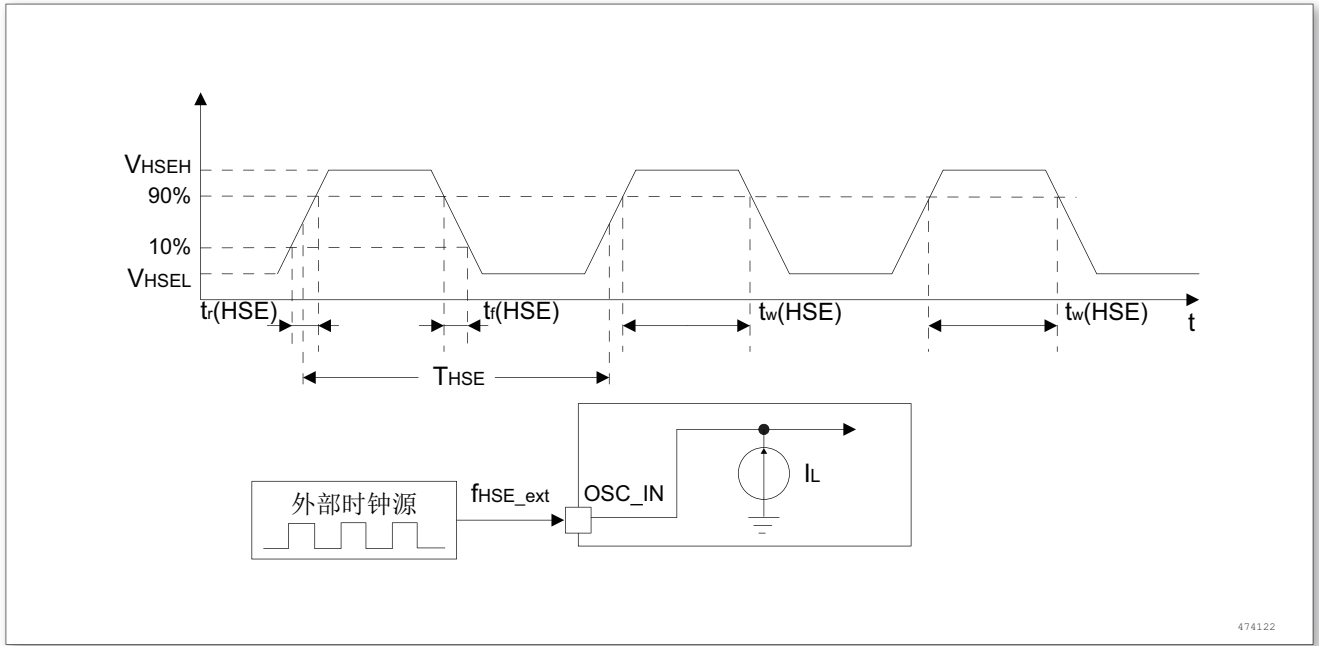 VHSEH
90%
10%
VHSEL
tr(HSE)
tf(HSE)
tw(HSE)
tw(HSE)
t
THSE
外部时钟源
fHSE_ext
OSC_IN
IL
474122